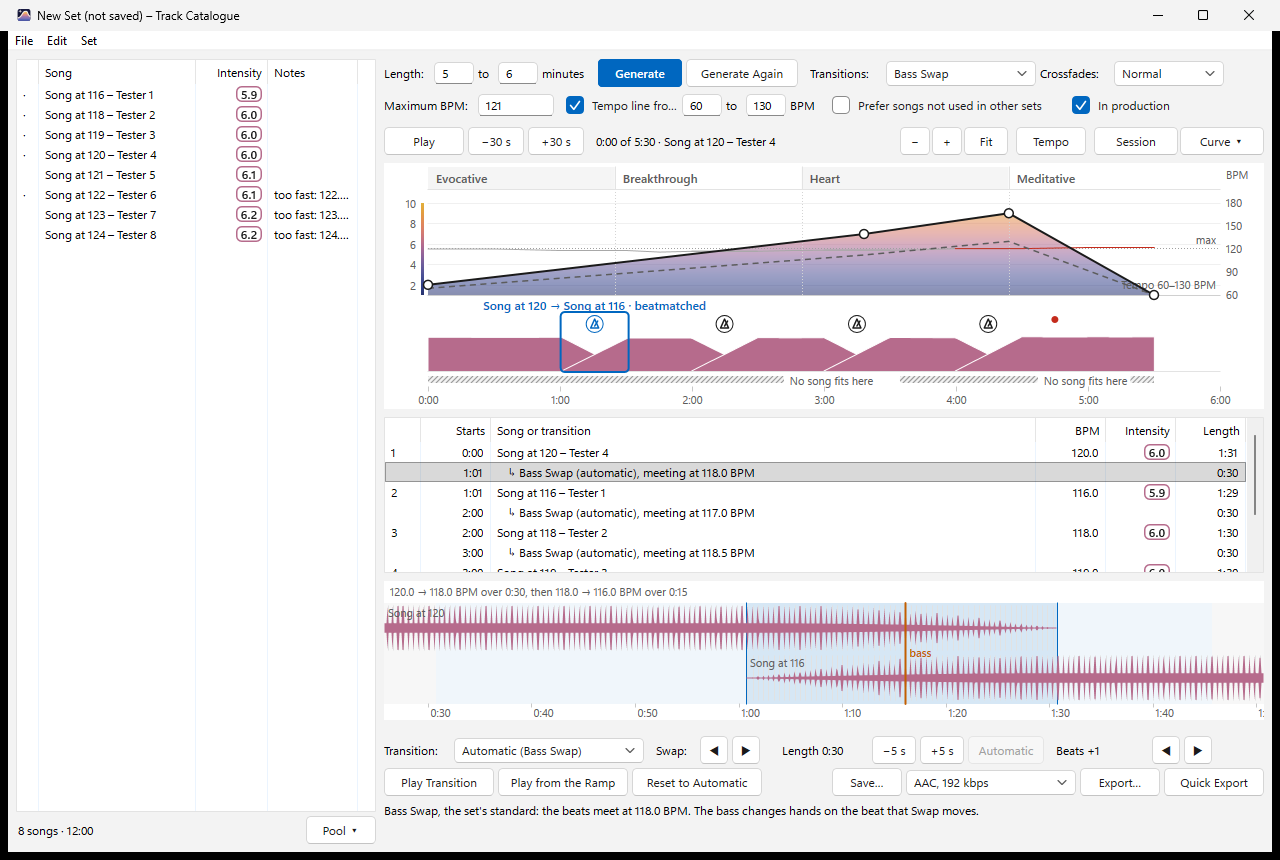 New Set (not saved) – Track Catalogue
File Edit Set
Song Intensity Notes
· Song at 116 – Tester 1 5.9
· Song at 118 – Tester 2 6.0
· Song at 119 – Tester 3 6.0
· Song at 120 – Tester 4 6.0
Song at 121 – Tester 5 6.1
· Song at 122 – Tester 6 6.1 too fast: 122....
Song at 123 – Tester 7 6.2 too fast: 123....
Song at 124 – Tester 8 6.2 too fast: 124....
8 songs · 12:00 Pool
Length: 5 to 6 minutes Generate Generate Again Transitions: Bass Swap Crossfades: Normal
Maximum BPM: 121 Tempo line fro... 60 to 130 BPM Prefer songs not used in other sets In production
Play −30 s +30 s 0:00 of 5:30 · Song at 120 – Tester 4 − + Fit Tempo Session Curve
Evocative Breakthrough Heart Meditative BPM
10 180
8 150
max
6 120
4 90
2 Tempo 60–130 BPM 60
Song at 120 → Song at 116 · beatmatched
No song fits here No song fits here
0:00 1:00 2:00 3:00 4:00 5:00 6:00
Starts Song or transition BPM Intensity Length
1 0:00 Song at 120 – Tester 4 120.0 6.0 1:31
1:01 ↳ Bass Swap (automatic), meeting at 118.0 BPM 0:30
2 1:01 Song at 116 – Tester 1 116.0 5.9 1:29
2:00 ↳ Bass Swap (automatic), meeting at 117.0 BPM 0:30
3 2:00 Song at 118 – Tester 2 118.0 6.0 1:30
3:00 ↳ Bass Swap (automatic), meeting at 118.5 BPM 0:30
4 3:00 Song at 119 – Tester 3 119.0 6.0 1:30
120.0 → 118.0 BPM over 0:30, then 118.0 → 116.0 BPM over 0:15
Song at 120
bass
Song at 116
0:30 0:40 0:50 1:00 1:10 1:20 1:30 1:40
Transition: Automatic (Bass Swap) Swap: ◀ ▶ Length 0:30 −5 s +5 s Automatic Beats +1 ◀ ▶
Play Transition Play from the Ramp Reset to Automatic Save... AAC, 192 kbps Export... Quick Export
Bass Swap, the set's standard: the beats meet at 118.0 BPM. The bass changes hands on the beat that Swap moves.